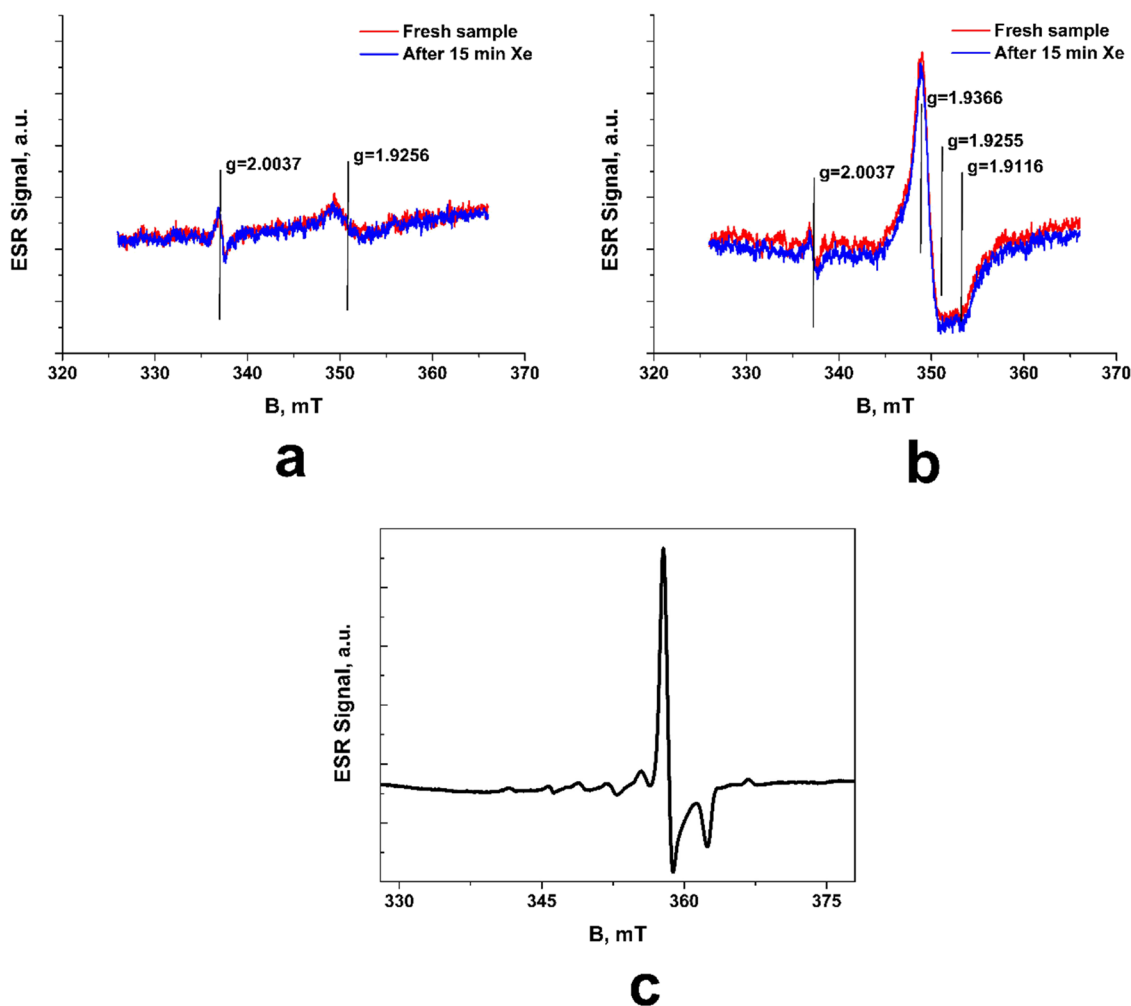 Fresh sample
After 15 min Xe
g=2.0037
g=1.9256
ESR Signal, a.u.
320 330 340 350 360 370
B, mT
a
Fresh sample
After 15 min Xe
g=1.9366
g=1.9255
g=1.9116
g=2.0037
ESR Signal, a.u.
320 330 340 350 360 370
B, mT
b
ESR Signal, a.u.
330 345 360 375
B, mT
c